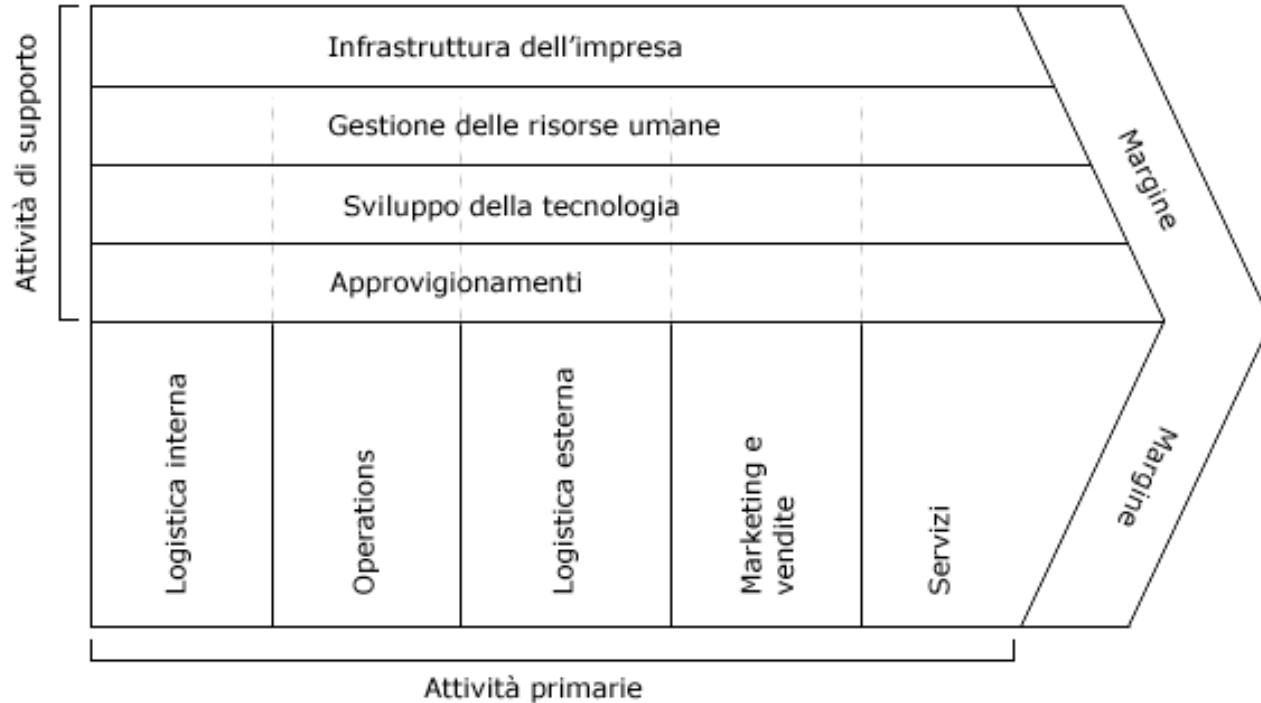 Attività di supporto
Infrastruttura dell'impresa
Gestione delle risorse umane
Sviluppo della tecnologia
Approvigionamenti
Margine
Logistica interna
Operations
Logistica esterna
Marketing e
vendite
Servizi
Margine
Attività primarie